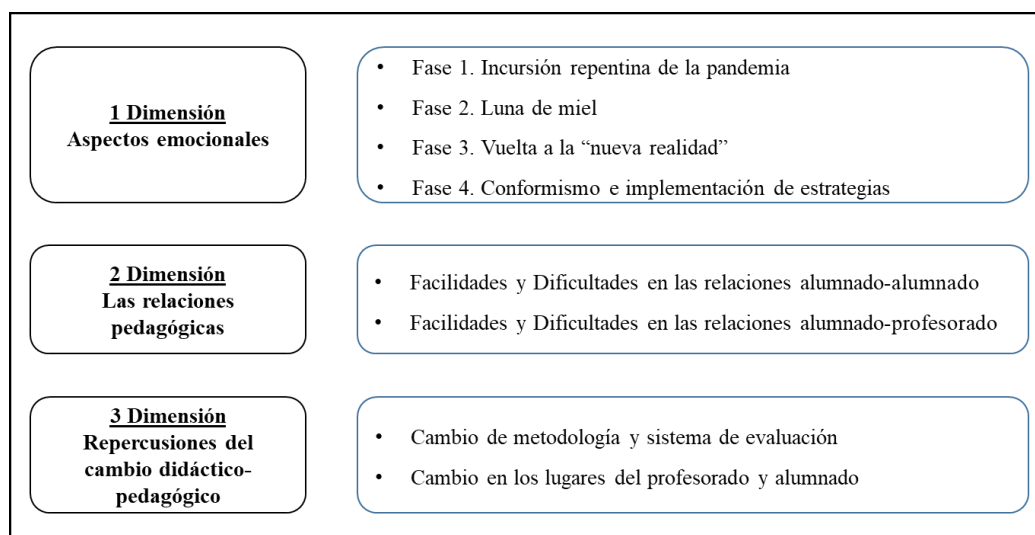 1 Dimensión
Aspectos emocionales
• Fase 1. Incursión repentina de la pandemia
• Fase 2. Luna de miel
• Fase 3. Vuelta a la “nueva realidad”
• Fase 4. Conformismo e implementación de estrategias
2 Dimensión
Las relaciones
pedagógicas
• Facilidades y Dificultades en las relaciones alumnado-alumnado
• Facilidades y Dificultades en las relaciones alumnado-profesorado
3 Dimensión
Repercusiones del
cambio didáctico-
pedagógico
• Cambio de metodología y sistema de evaluación
• Cambio en los lugares del profesorado y alumnado